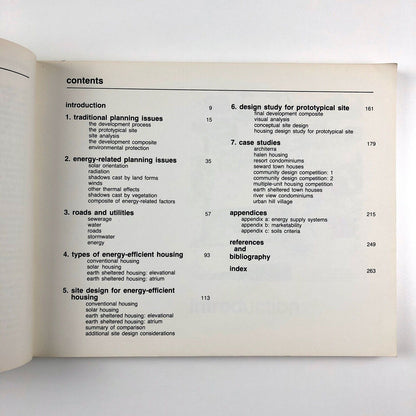 contents
introduction 9
1. traditional planning issues 15
the development process
the prototypical site
site analysis
the development composite
environmental protection
2. energy-related planning issues 35
solar orientation
radiation
shadows cast by land forms
winds
other thermal effects
shadows cast by vegetation
composite of energy-related factors
3. roads and utilities 57
sewerage
water
roads
stormwater
energy
4. types of energy-efficient housing 93
conventional housing
solar housing
earth sheltered housing: elevational
earth sheltered housing: atrium
5. site design for energy-efficient
housing 113
conventional housing
solar housing
earth sheltered housing: elevational
earth sheltered housing: atrium
summary of comparison
additional site design considerations
6. design study for prototypical site 161
final development composite
visual analysis
conceptual site design
housing design study for prototypical site
7. case studies 179
architerra
halen housing
resort condominiums
seward town houses
community design competition: 1
community design competition: 2
multiple-unit housing competition
earth sheltered town houses
river view condominiums
urban hill village
appendices 215
appendix a: energy supply systems
appendix b: marketability
appendix c: soils criteria
references 249
and
bibliography
index 263
introduction